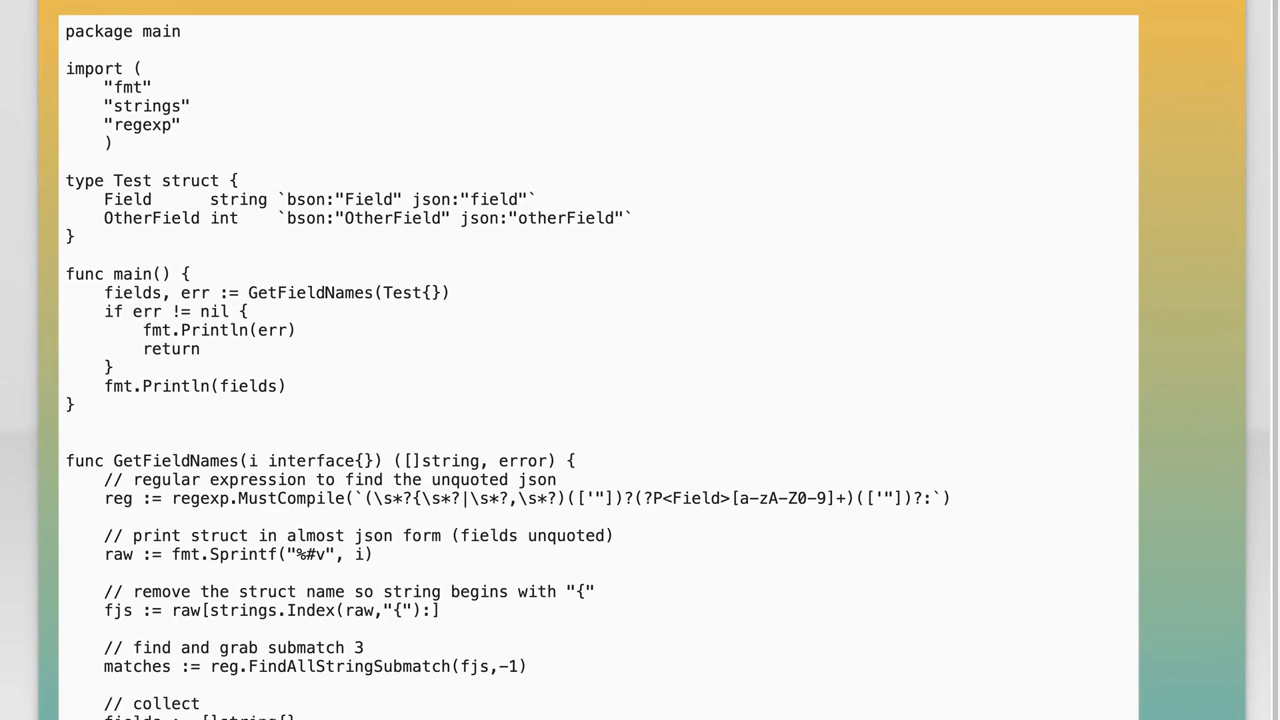 package main

import (
    "fmt"
    "strings"
    "regexp"
    )

type Test struct {
    Field      string `bson:"Field" json:"field"`
    OtherField int    `bson:"OtherField" json:"otherField"`
}

func main() {
    fields, err := GetFieldNames(Test{})
    if err != nil {
        fmt.Println(err)
        return
    }
    fmt.Println(fields)
}


func GetFieldNames(i interface{}) ([]string, error) {
    // regular expression to find the unquoted json
    reg := regexp.MustCompile(`(\s*?{\s*?|\s*?,\s*?)(['"])?(?P<Field>[a-zA-Z0-9]+)(['"])?:`)

    // print struct in almost json form (fields unquoted)
    raw := fmt.Sprintf("%#v", i)

    // remove the struct name so string begins with "{"
    fjs := raw[strings.Index(raw,"{"):]

    // find and grab submatch 3
    matches := reg.FindAllStringSubmatch(fjs,-1)

    // collect
    fields := []string{}